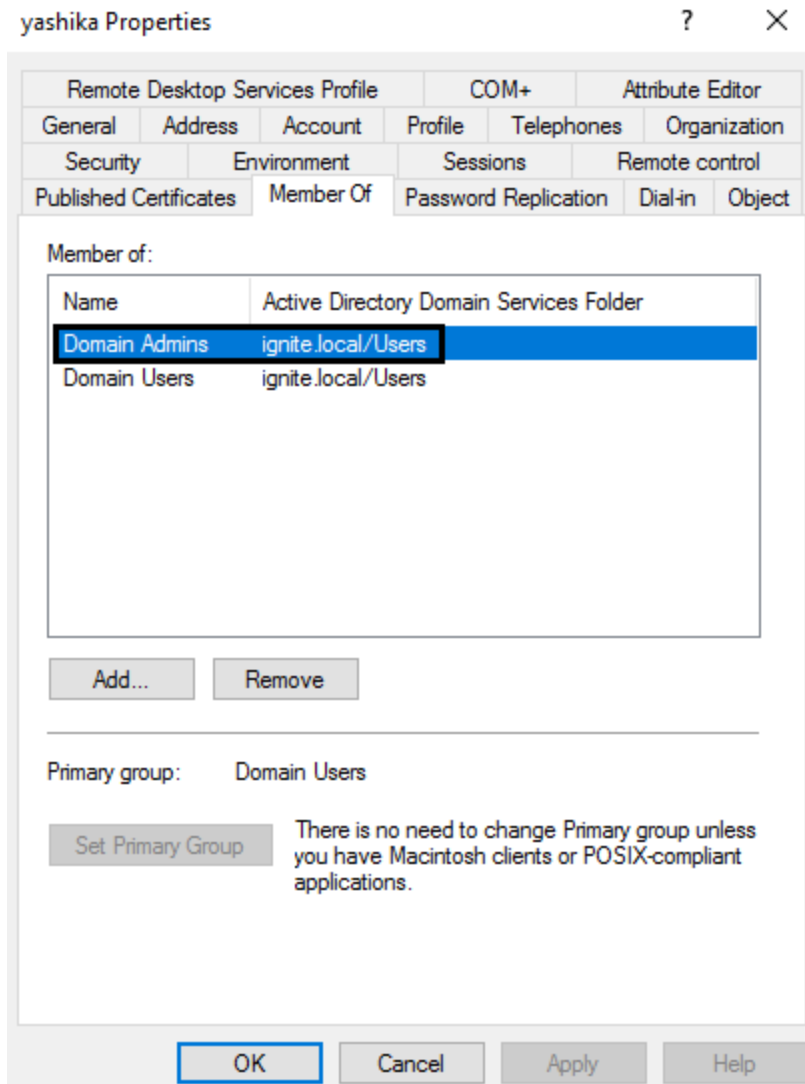 yashika Properties ? ×
Remote Desktop Services Profile COM+ Attribute Editor
General Address Account Profile Telephones Organization
Security Environment Sessions Remote control
Published Certificates Member Of Password Replication Dial-in Object
Member of:
Name Active Directory Domain Services Folder
Domain Admins ignite.local/Users
Domain Users ignite.local/Users
Add... Remove
Primary group: Domain Users
Set Primary Group
There is no need to change Primary group unless
you have Macintosh clients or POSIX-compliant
applications.
OK Cancel Apply Help